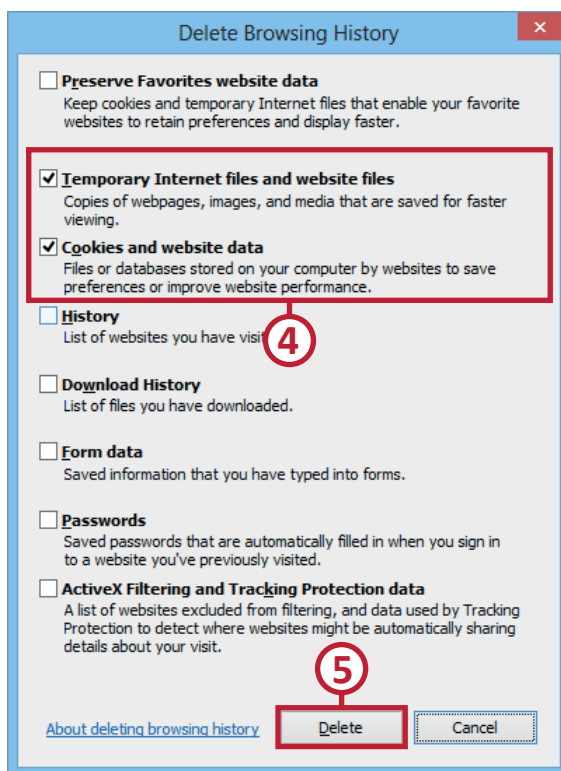 Delete Browsing History
Preserve Favorites website data
Keep cookies and temporary Internet files that enable your favorite
websites to retain preferences and display faster.
Temporary Internet files and website files
Copies of webpages, images, and media that are saved for faster
viewing.
Cookies and website data
Files or databases stored on your computer by websites to save
preferences or improve website performance.
History
List of websites you have
4
Download History
List of files you have downloaded.
Form data
Saved information that you have typed into forms.
Passwords
Saved passwords that are automatically filled in when you sign in
to a website you've previously visited.
ActiveX Filtering and Tracking Protection data
A list of websites excluded from filtering, and data used by Tracking
Protection to detect where websites might be automatically sharing
details about your visit.
5
About deleting browsing history Delete Cancel